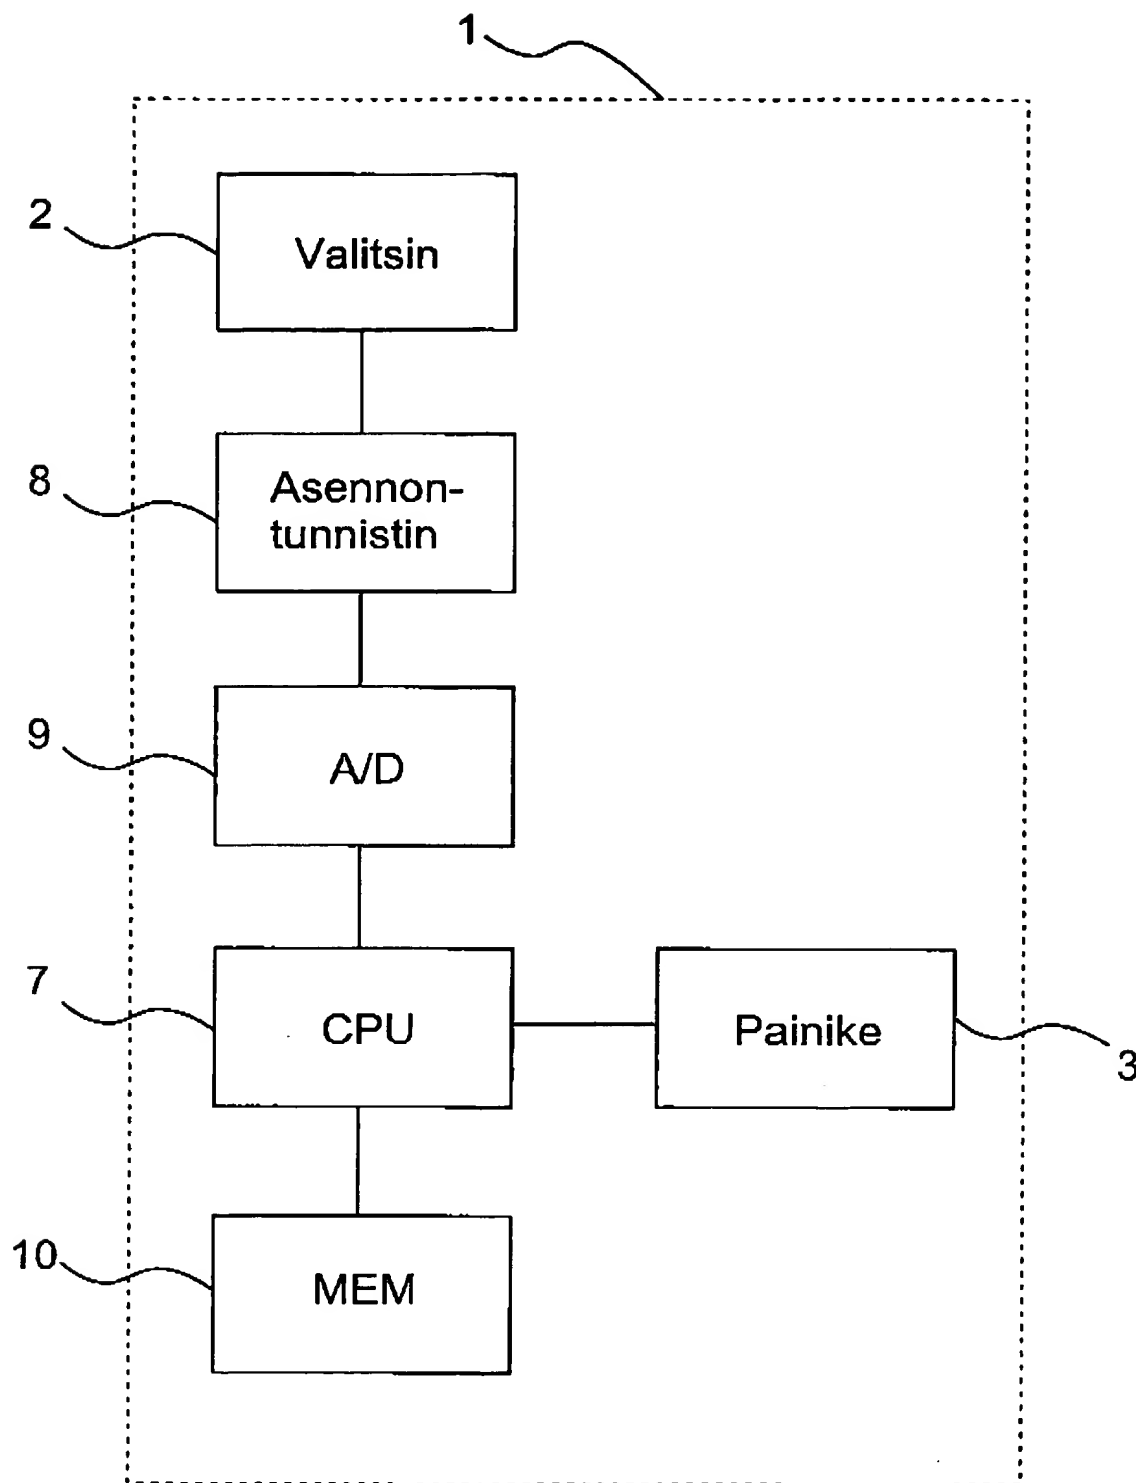 1
2
Valitsin
8
Asennon-
tunnistin
9
A/D
7
CPU
Painike
3
10
MEM